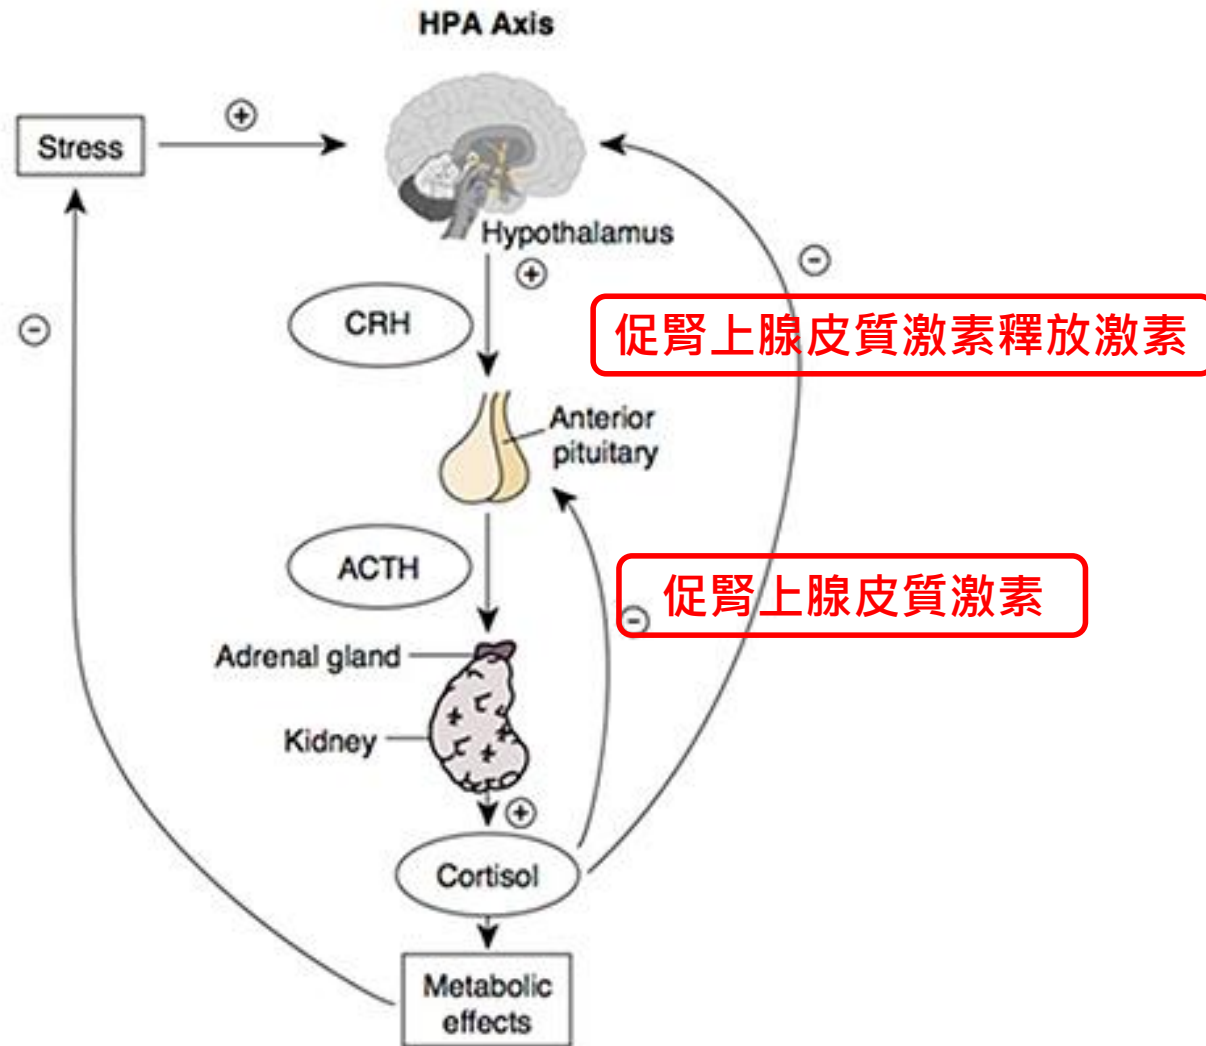 HPA Axis
+
Stress
Hypothalamus
+
−
−
CRH
促腎上腺皮質激素釋放激素
Anterior
pituitary
ACTH
促腎上腺皮質激素
−
Adrenal gland
Kidney
+
Cortisol
Metabolic
effects